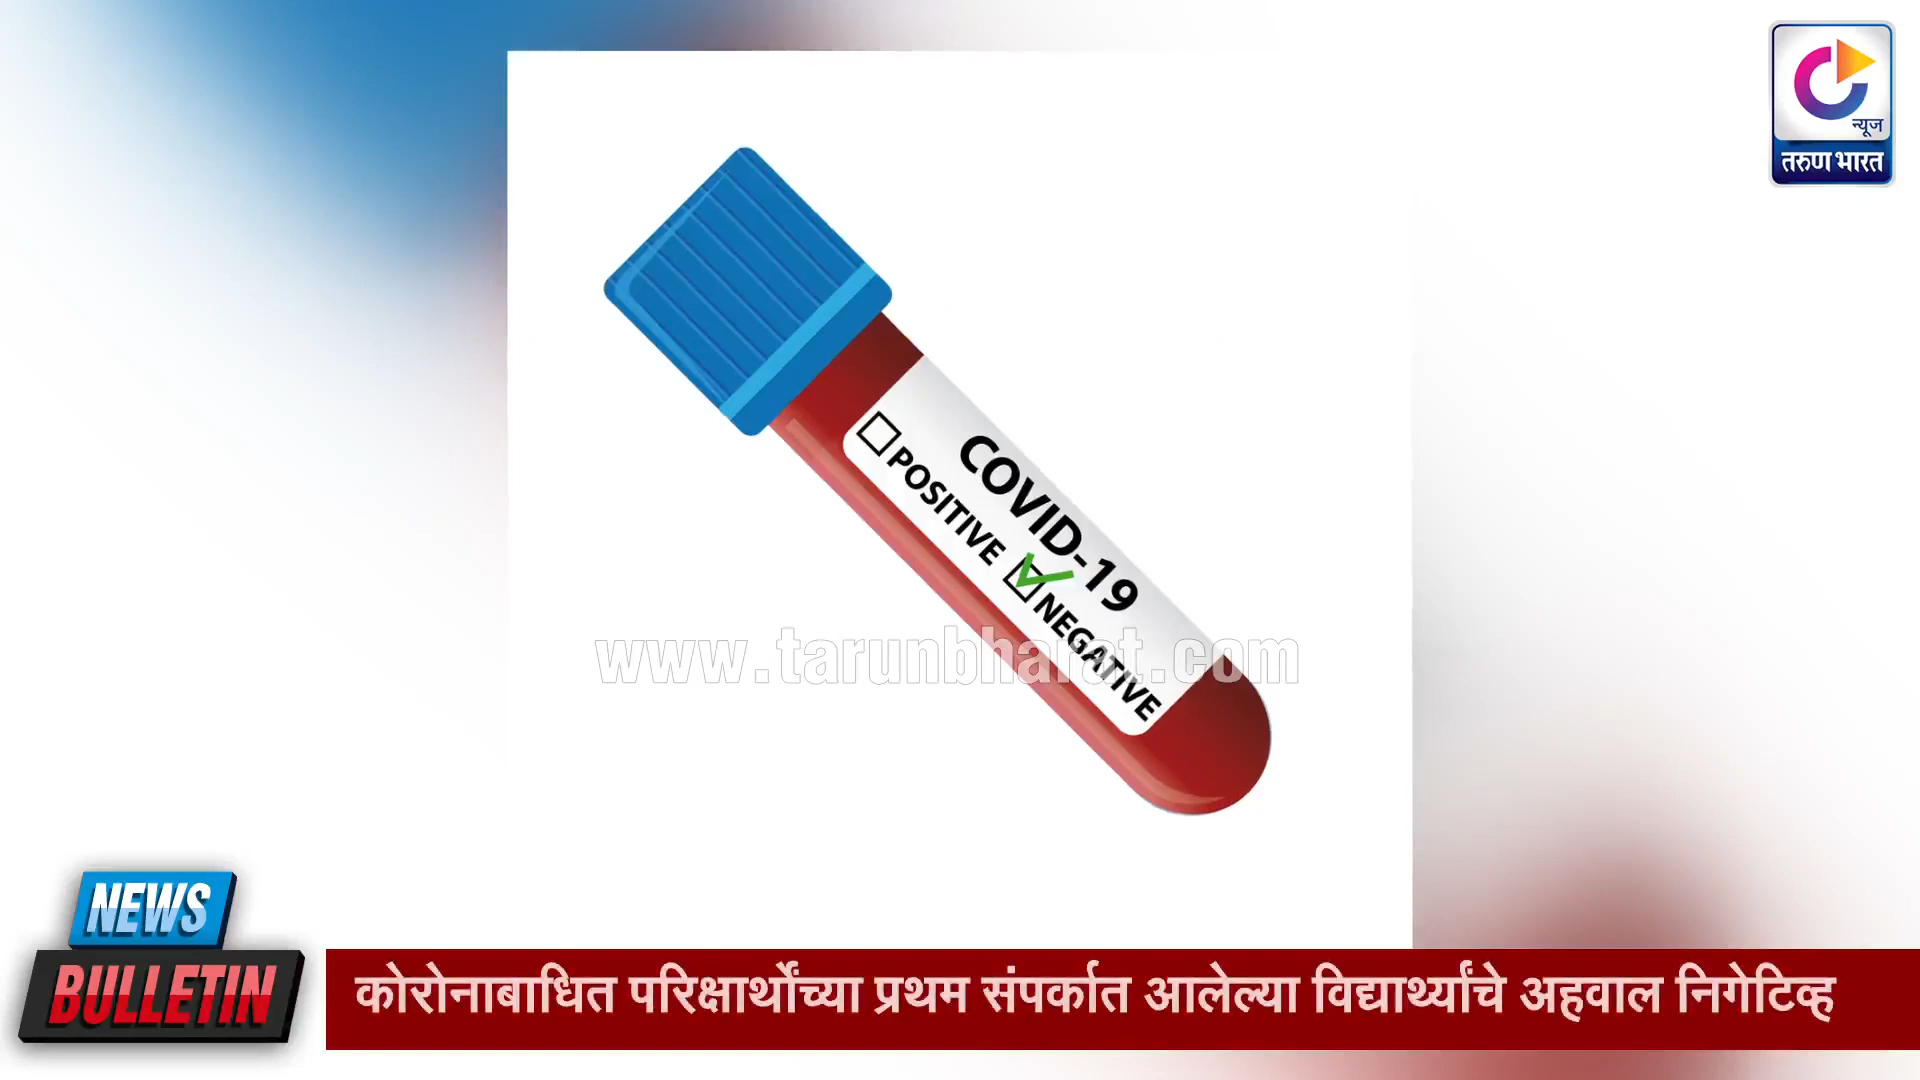 न्यूज
तरुण भारत
COVID-19
POSITIVE NEGATIVE
www.tarunbharat.com
NEWS
BULLETIN
कोरोनाबाधित परिक्षार्थोंच्या प्रथम संपर्कात आलेल्या विद्यार्थ्यांचे अहवाल निगेटिव्ह